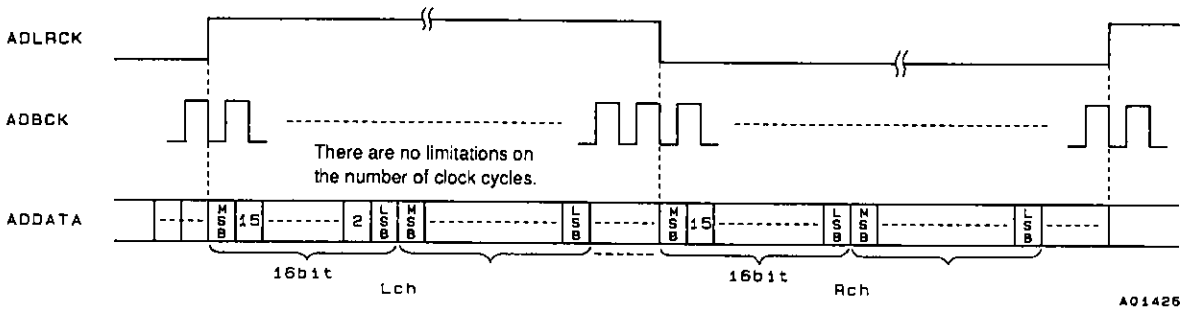 ADLRCK
ADBCK
There are no limitations on
the number of clock cycles.
ADDATA
MSB 15 2 LSB MSB LSB MSB 15 LSB MSB LSB
16bit 16bit
Lch Rch
A01426